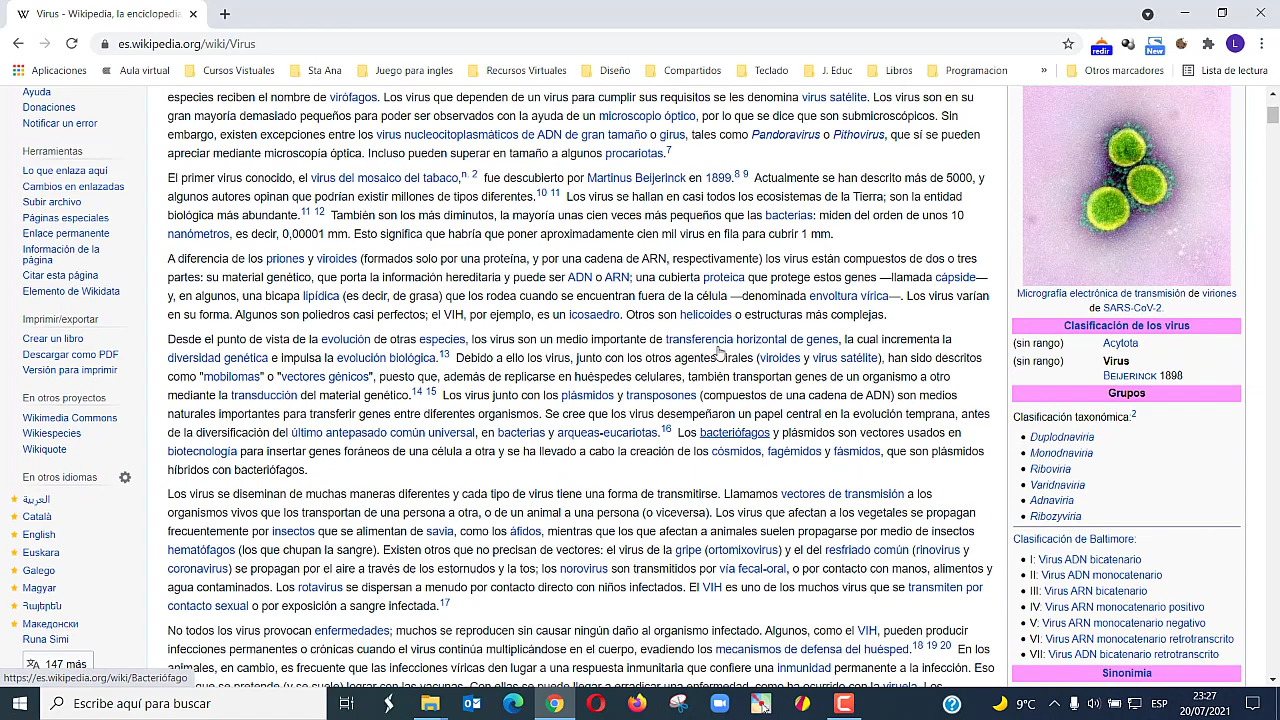 Virus - Wikipedia, la enciclopedia
es.wikipedia.org/wiki/Virus
redir
New
L
Aplicaciones
Aula virtual
Cursos Vistuales
Sta Ana
Juego para ingles
Recursos Virtuales
Diseño
Compartidos
Teclado
J. Educ
Libros
Programacion
»
Otros marcadores
Lista de lectura
Ayuda
Donaciones
Notificar un error
Herramientas
Lo que enlaza aquí
Cambios en enlazadas
Subir archivo
Páginas especiales
Enlace permanente
Información de la
página
Citar esta página
Elemento de Wikidata
Imprimir/exportar
Crear un libro
Descargar como PDF
Versión para imprimir
En otros proyectos
Wikimedia Commons
Wikispecies
Wikiquote
En otros idiomas
العربية
Català
English
Euskara
Galego
Magyar
Հայերեն
Македонски
Runa Simi
147 más
especies reciben el nombre de virófagos. Los virus que dependen de un virus para cumplir sus requisitos se les denomina virus satélite. Los virus son en su
gran mayoría demasiado pequeños para poder ser observados con la ayuda de un microscopio óptico, por lo que se dice que son submicroscópicos. Sin
embargo, existen excepciones entre los virus nucleocitoplasmáticos de ADN de gran tamaño o girus, tales como Pandoravirus o Pithovirus, que sí se pueden
apreciar mediante microscopía óptica. Incluso pueden superar en tamaño a algunos procariotas.7
El primer virus conocido, el virus del mosaico del tabaco,n. 2 fue descubierto por Martinus Beijerinck en 1899.8 9 Actualmente se han descrito más de 5000, y
algunos autores opinan que podrían existir millones de tipos diferentes.10 11 Los virus se hallan en casi todos los ecosistemas de la Tierra; son la entidad
biológica más abundante.11 12 También son los más diminutos, la mayoría unas cien veces más pequeños que las bacterias: miden del orden de unos 10
nanómetros, es decir, 0,00001 mm. Esto significa que habría que poner aproximadamente cien mil virus en fila para cubrir 1 mm.
A diferencia de los priones y viroides (formados solo por una proteína, y por una cadena de ARN, respectivamente) los virus están compuestos de dos o tres
partes: su material genético, que porta la información hereditaria y puede ser ADN o ARN; una cubierta proteica que protege estos genes —llamada cápside—
y, en algunos, una bicapa lipídica (es decir, de grasa) que los rodea cuando se encuentran fuera de la célula —denominada envoltura vírica—. Los virus varían
en su forma. Algunos son poliedros casi perfectos; el VIH, por ejemplo, es un icosaedro. Otros son helicoides o estructuras más complejas.
Desde el punto de vista de la evolución de otras especies, los virus son un medio importante de transferencia horizontal de genes, la cual incrementa la
diversidad genética e impulsa la evolución biológica.13 Debido a ello los virus, junto con los otros agentes virales (viroides y virus satélite), han sido descritos
como "mobilomas" o "vectores génicos", puesto que, además de replicarse en huéspedes celulares, también transportan genes de un organismo a otro
mediante la transducción del material genético.14 15 Los virus junto con los plásmidos y transposones (compuestos de una cadena de ADN) son medios
naturales importantes para transferir genes entre diferentes organismos. Se cree que los virus desempeñaron un papel central en la evolución temprana, antes
de la diversificación del último antepasado común universal, en bacterias y arqueas-eucariotas.16 Los bacteriófagos y plásmidos son vectores usados en
biotecnología para insertar genes foráneos de una célula a otra y se ha llevado a cabo la creación de los cósmidos, fagémidos y fásmidos, que son plásmidos
híbridos con bacteriófagos.
Los virus se diseminan de muchas maneras diferentes y cada tipo de virus tiene una forma de transmitirse. Llamamos vectores de transmisión a los
organismos vivos que los transportan de una persona a otra, o de un animal a una persona (o viceversa). Los virus que afectan a los vegetales se propagan
frecuentemente por insectos que se alimentan de savia, como los áfidos, mientras que los que afectan a animales suelen propagarse por medio de insectos
hematófagos (los que chupan la sangre). Existen otros que no precisan de vectores: el virus de la gripe (ortomixovirus) y el del resfriado común (rinovirus y
coronavirus) se propagan por el aire a través de los estornudos y la tos; los norovirus son transmitidos por vía fecal-oral, o por contacto con manos, alimentos y
agua contaminados. Los rotavirus se dispersan a menudo por contacto directo con niños infectados. El VIH es uno de los muchos virus que se transmiten por
contacto sexual o por exposición a sangre infectada.17
No todos los virus provocan enfermedades; muchos se reproducen sin causar ningún daño al organismo infectado. Algunos, como el VIH, pueden producir
infecciones permanentes o crónicas cuando el virus continúa multiplicándose en el cuerpo, evadiendo los mecanismos de defensa del huésped.18 19 20 En los
animales, en cambio, es frecuente que las infecciones víricas den lugar a una respuesta inmunitaria que confiere una inmunidad permanente a la infección. Eso
Micrografía electrónica de transmisión de viriones
de SARS-CoV-2.
Clasificación de los virus
(sin rango) Acytota
(sin rango) Virus
BEIJERINCK 1898
Grupos
Clasificación taxonómica:2
Duplodnaviria
Monodnaviria
Riboviria
Varidnaviria
Adnaviria
Ribozyviria
Clasificación de Baltimore:
I: Virus ADN bicatenario
II: Virus ADN monocatenario
III: Virus ARN bicatenario
IV: Virus ARN monocatenario positivo
V: Virus ARN monocatenario negativo
VI: Virus ARN monocatenario retrotranscrito
VII: Virus ADN bicatenario retrotranscrito
Sinonimia
https://es.wikipedia.org/wiki/Bacteriófago
Escribe aquí para buscar
9°C
ESP
23:27
20/07/2021